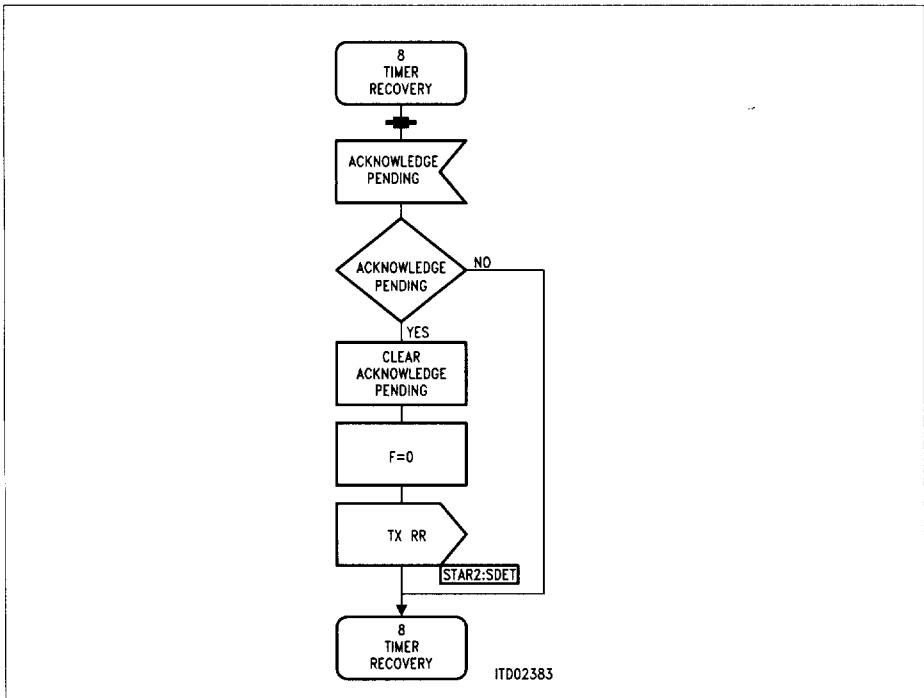 8
TIMER
RECOVERY
ACKNOWLEDGE
PENDING
ACKNOWLEDGE
PENDING
NO
YES
CLEAR
ACKNOWLEDGE
PENDING
F=0
TX RR
STAR2:SDET
8
TIMER
RECOVERY
ITD02383